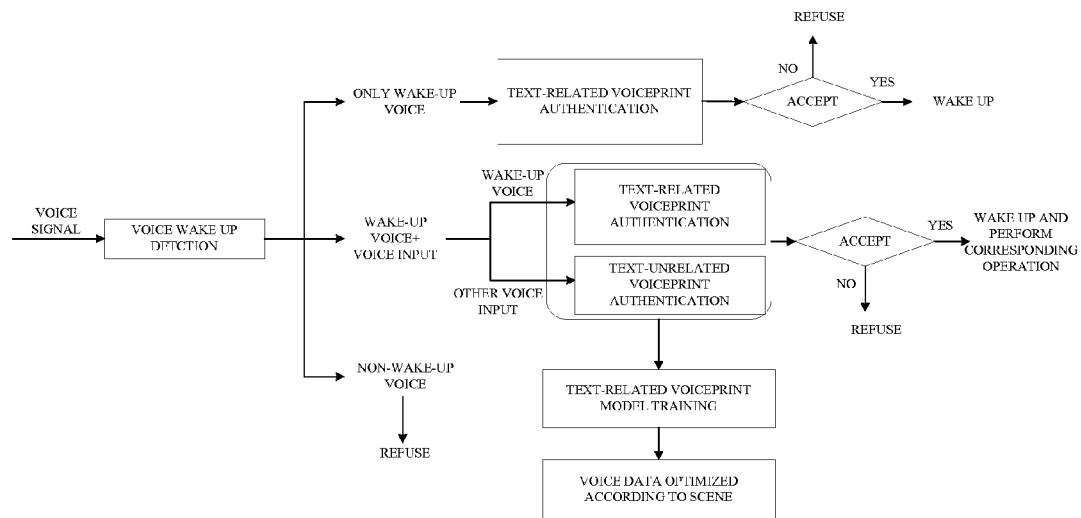 REFUSE
NO
YES
ONLY WAKE-UP
VOICE
TEXT-RELATED VOICEPRINT
AUTHENTICATION
ACCEPT
WAKE UP
WAKE-UP
VOICE
TEXT-RELATED
VOICEPRINT
AUTHENTICATION
VOICE
SIGNAL
VOICE WAKE UP
DETCTION
WAKE-UP
VOICE+
VOICE INPUT
ACCEPT
YES
WAKE UP AND
PERFORM
CORRESPONDING
OPERATION
NO
REFUSE
OTHER VOICE
INPUT
TEXT-UNRELATED
VOICEPRINT
AUTHENTICATION
NON-WAKE-UP
VOICE
REFUSE
TEXT-RELATED VOICEPRINT
MODEL TRAINING
VOICE DATA OPTIMIZED
ACCORDING TO SCENE